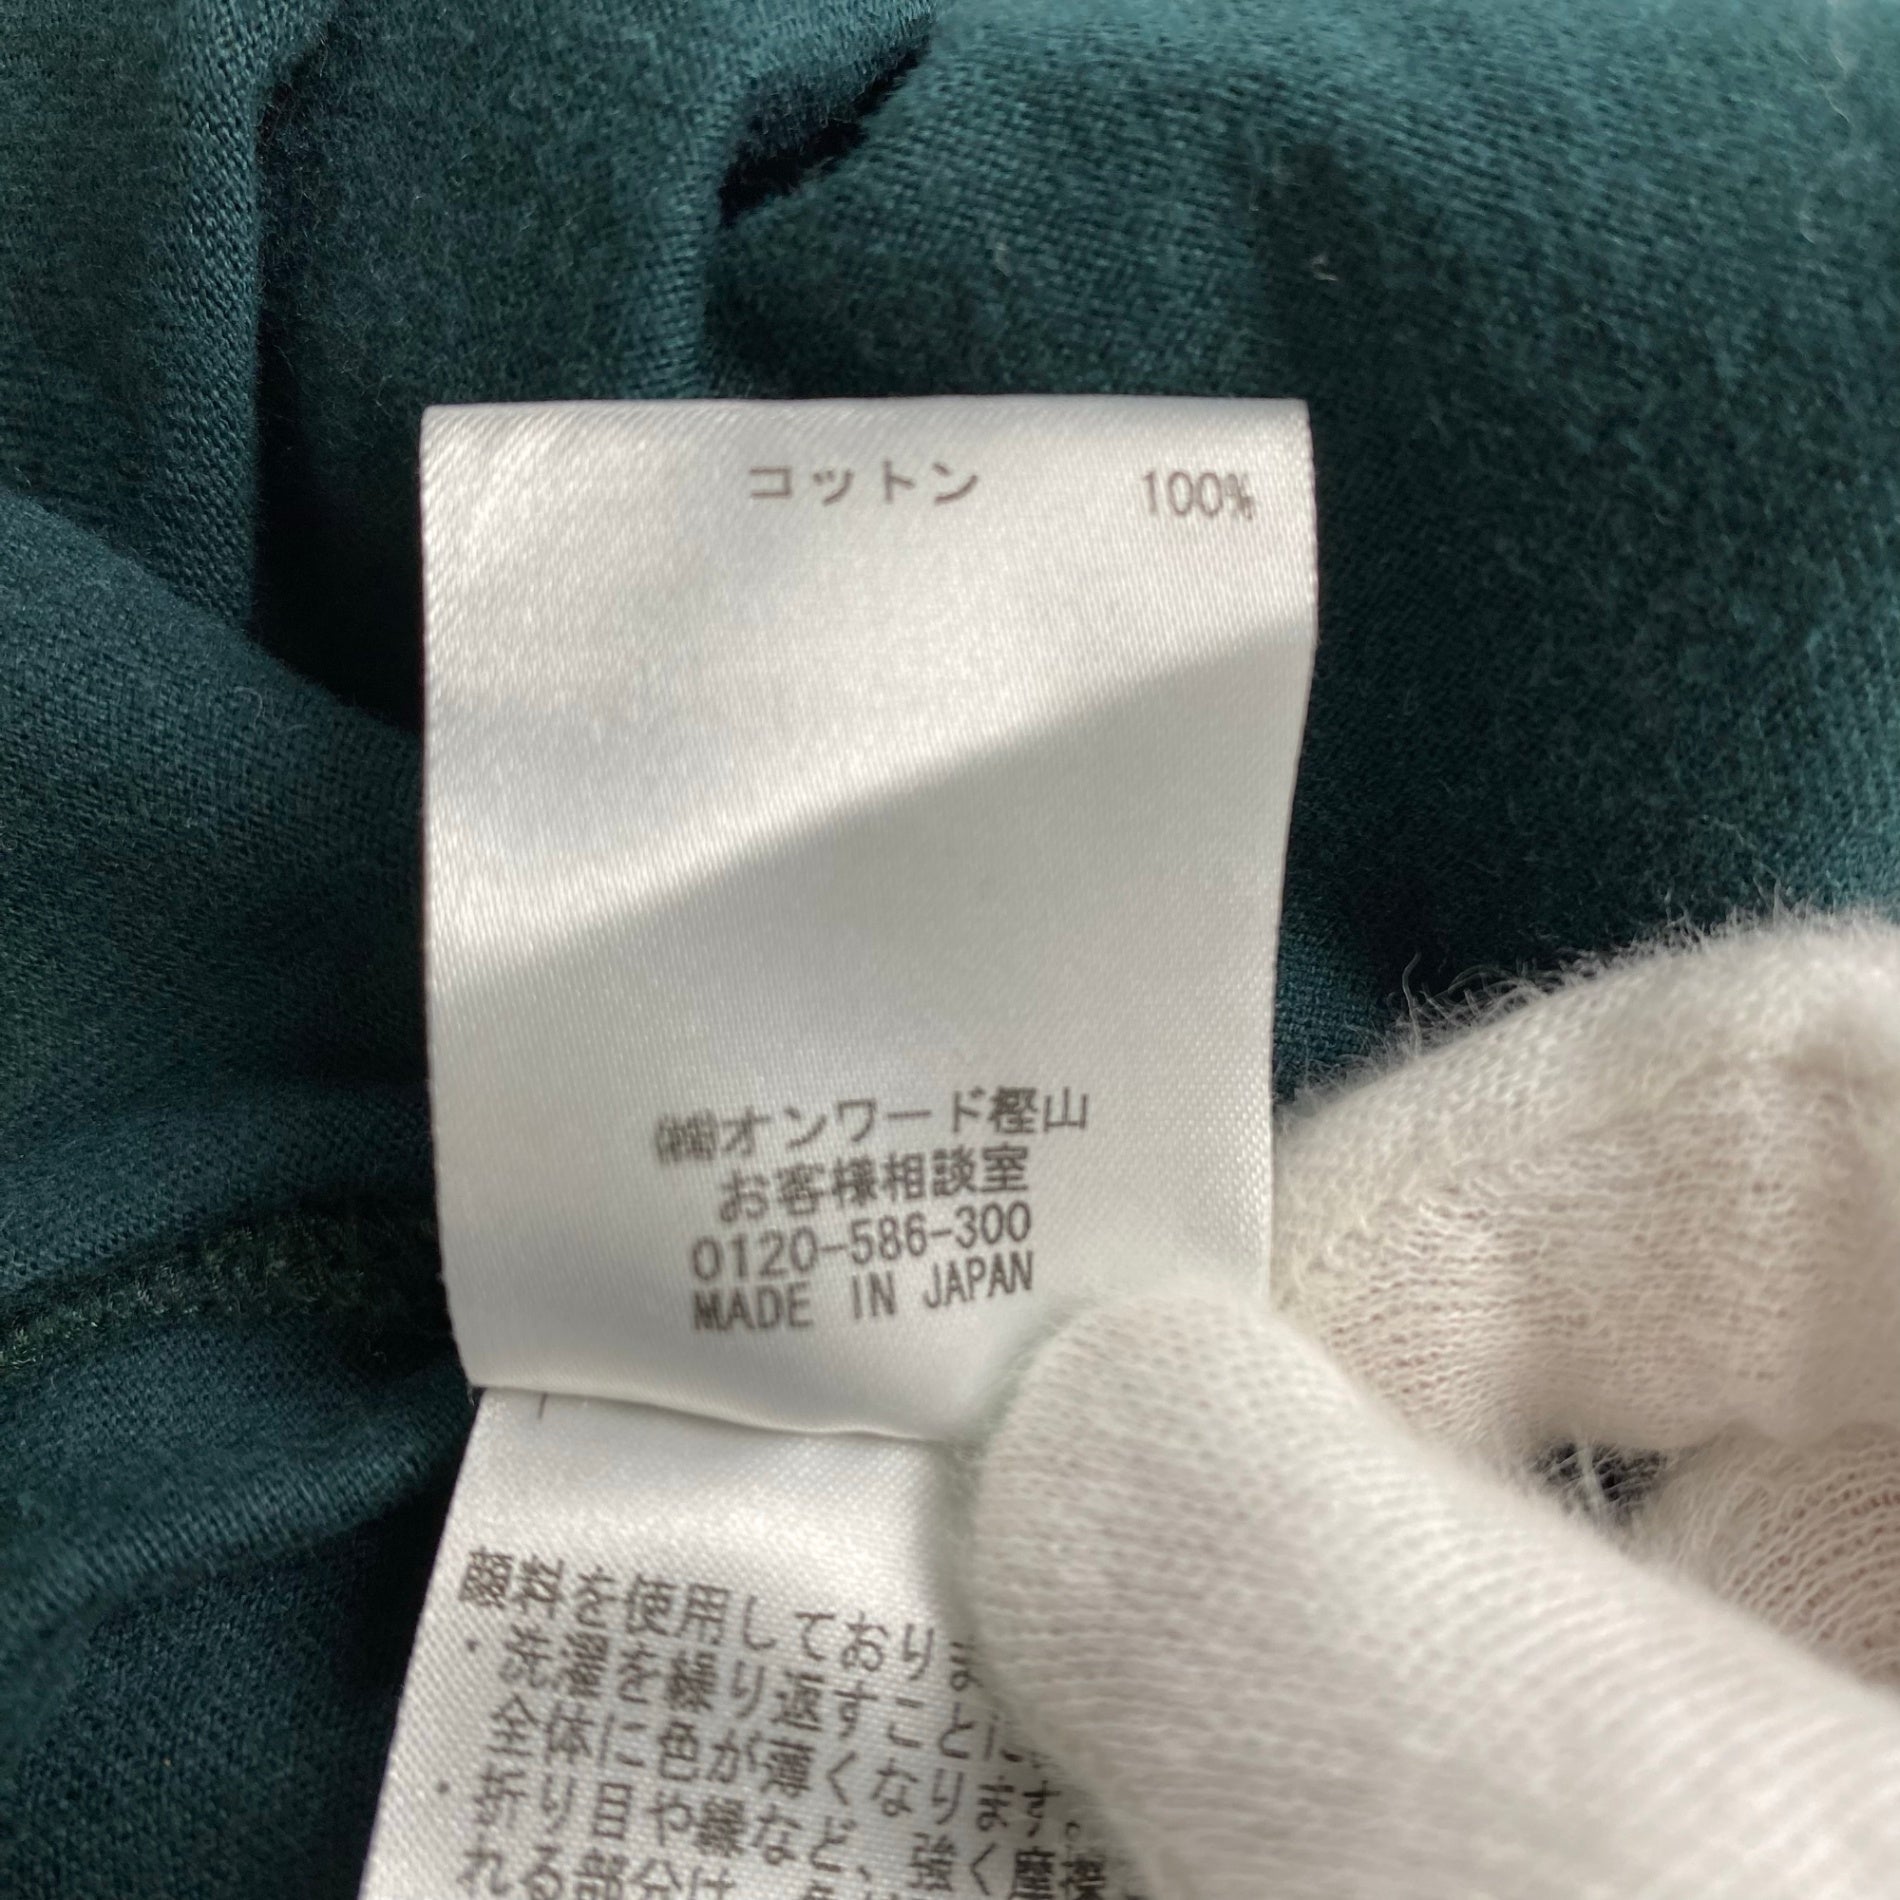 コットン 100%
㈱オンワード樫山
お客様相談室
0120-586-300
MADE IN JAPAN
顔料を使用しておりま
・洗濯を繰り返すことに
全体に色が薄くなります。
・折り目や縁など、強く摩擦
れる部分は